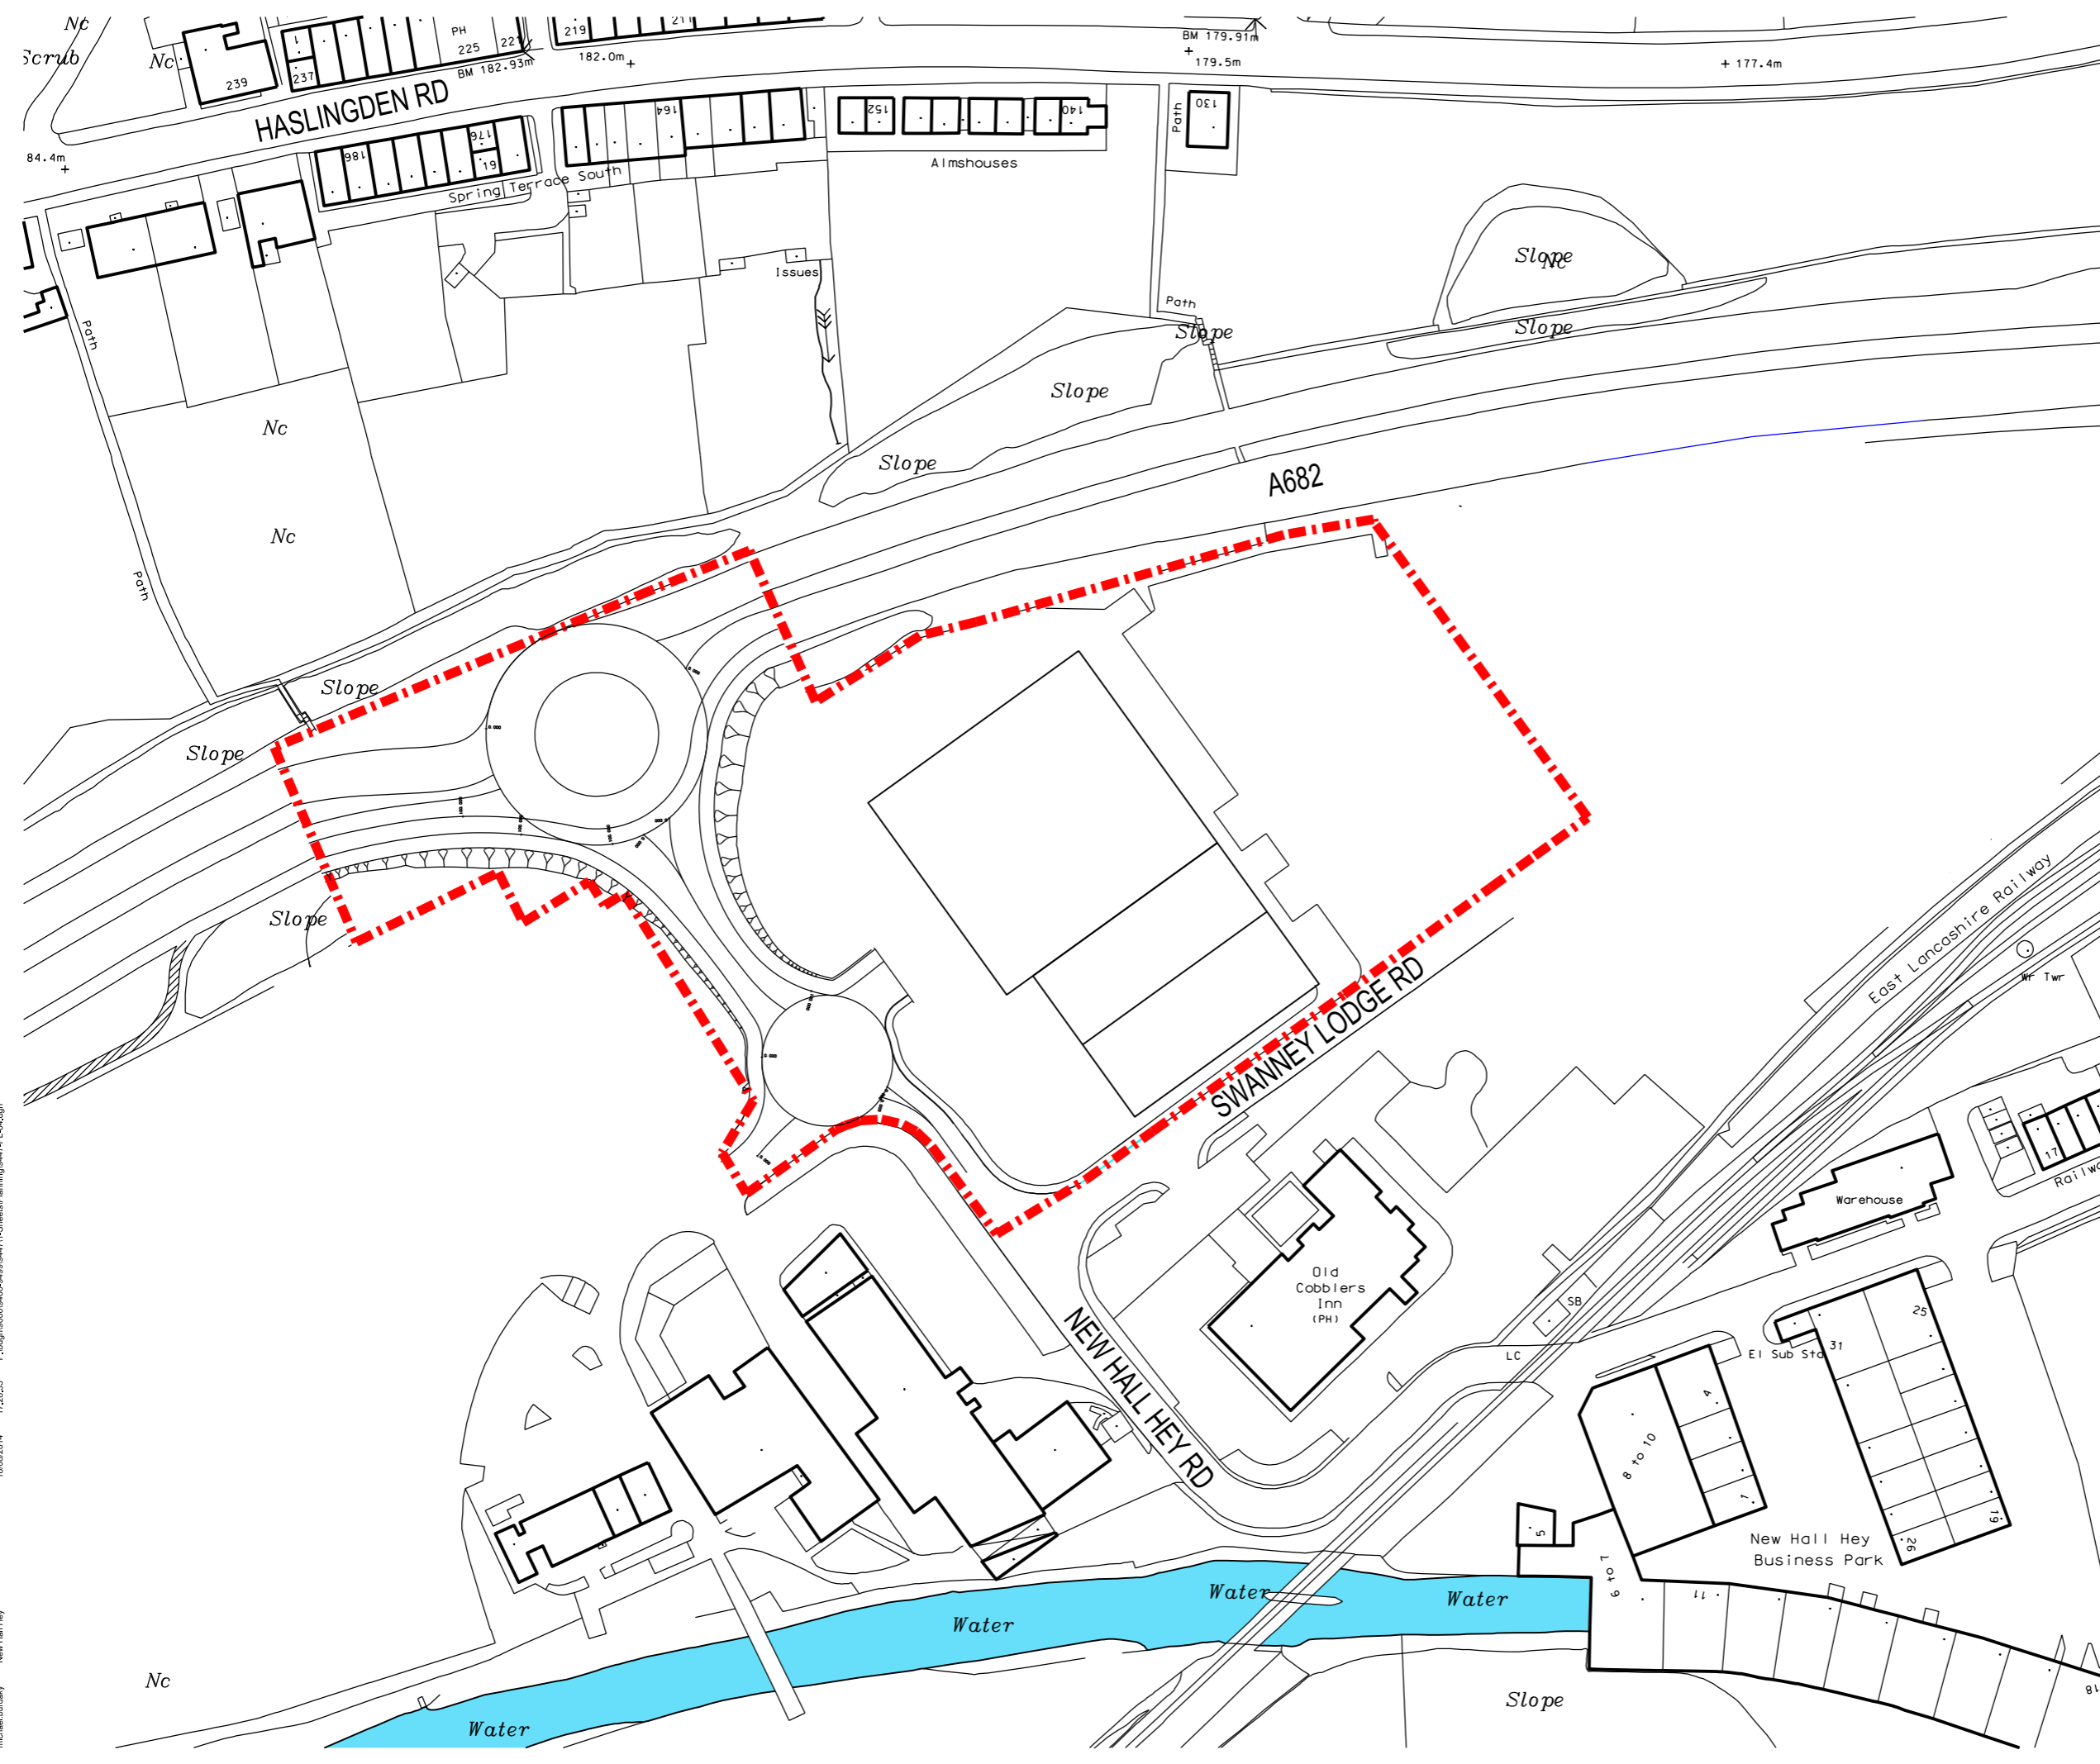 Nc
Scrub
Nc
239
237
1
PH
225
221
BM 182.93m
219
211
182.0m
BM 179.91m
179.5m
177.4m
HASLINGDEN RD
84.4m
186
176
19
Spring Terrace South
164
152
140
Almshouses
Path
130
Issues
Path
Path
Slope
Slope
Nc
Slope
Slope
Nc
Slope
A682
Nc
Path
Slope
Slope
Slope
East Lancashire Railway
Wr Twr
SWANNEY LODGE RD
17
Warehouse
Old
Cobblers
Inn
(PH)
SB
LC
25
El Sub Sta
31
NEW HALL HEY RD
4
8 to 10
1
5
19
26
New Hall Hey
Business Park
6 to 7
11
Water
Water
Water
Nc
Slope
18
Water